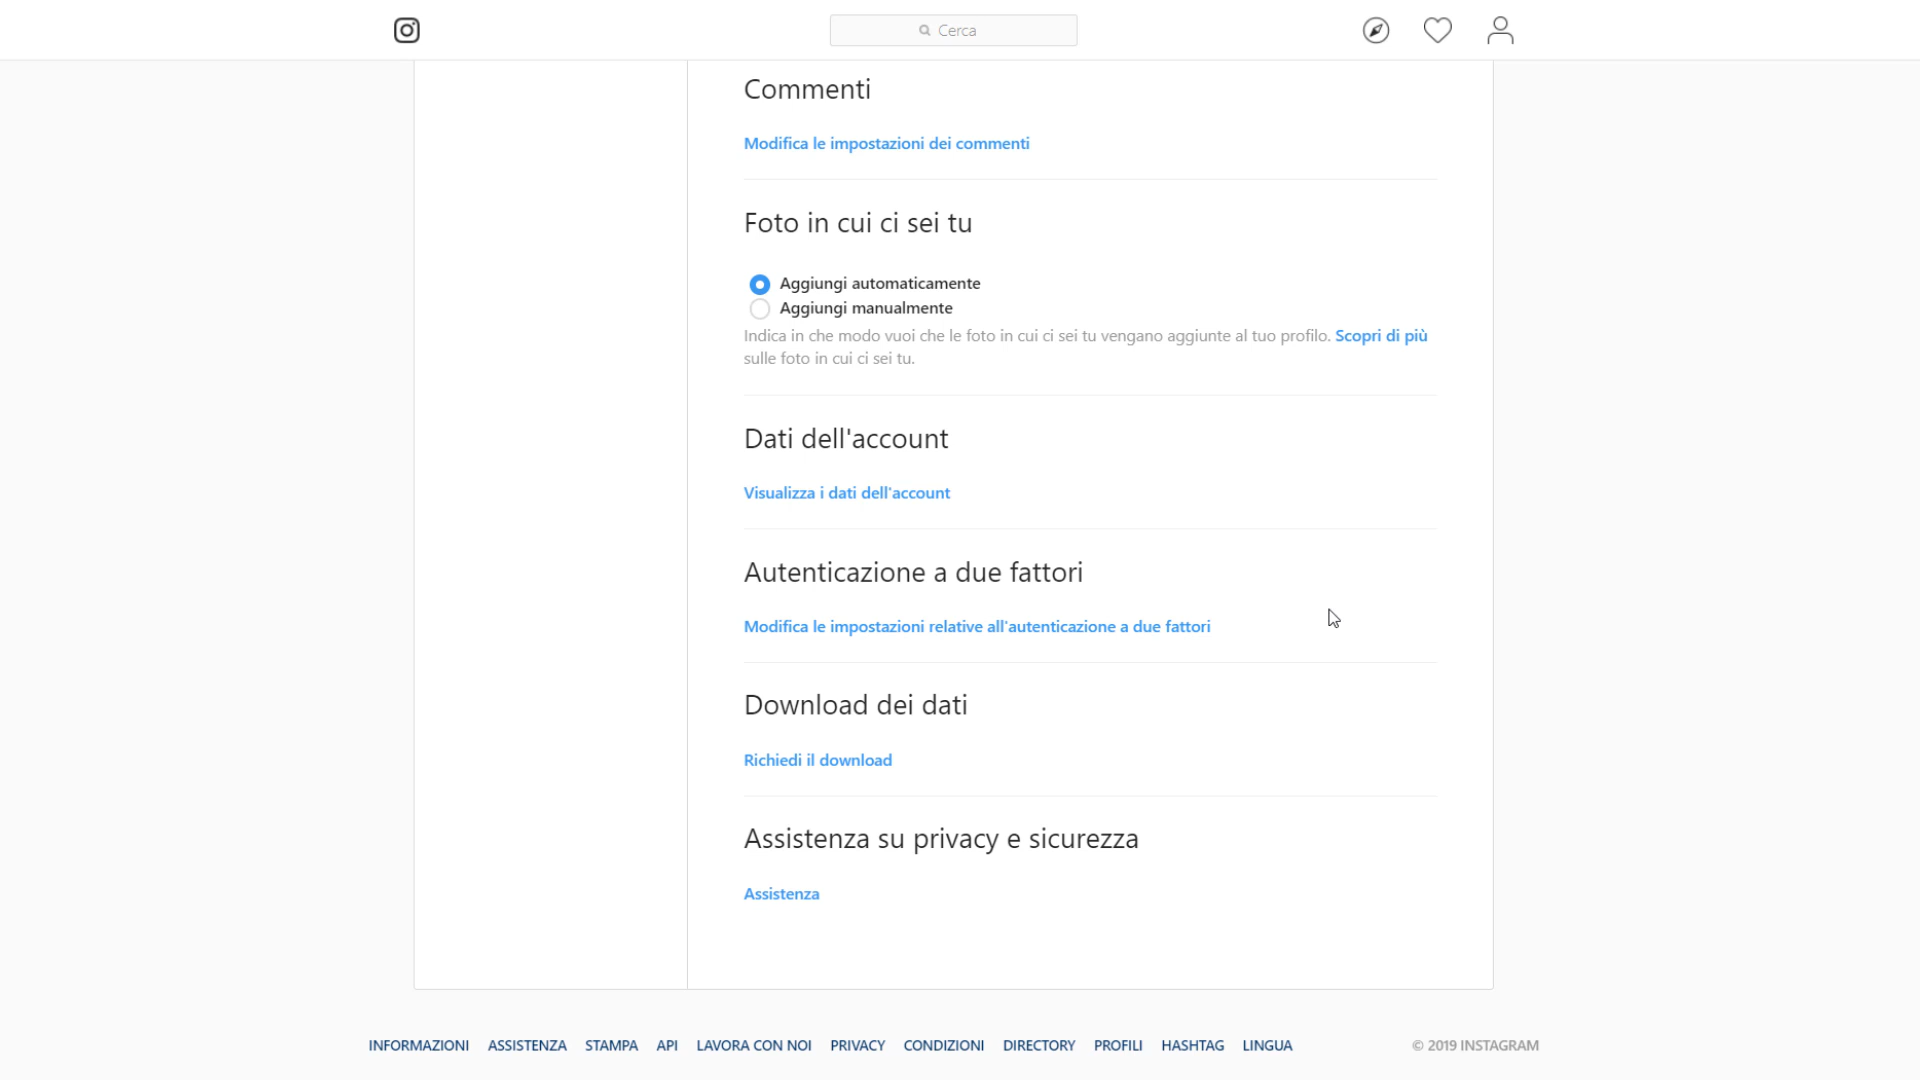 Cerca
Commenti
Modifica le impostazioni dei commenti
Foto in cui ci sei tu
Aggiungi automaticamente
Aggiungi manualmente
Indica in che modo vuoi che le foto in cui ci sei tu vengano aggiunte al tuo profilo. Scopri di più
sulle foto in cui ci sei tu.
Dati dell'account
Visualizza i dati dell'account
Autenticazione a due fattori
Modifica le impostazioni relative all'autenticazione a due fattori
Download dei dati
Richiedi il download
Assistenza su privacy e sicurezza
Assistenza
INFORMAZIONI ASSISTENZA STAMPA API LAVORA CON NOI PRIVACY CONDIZIONI DIRECTORY PROFILI HASHTAG LINGUA © 2019 INSTAGRAM